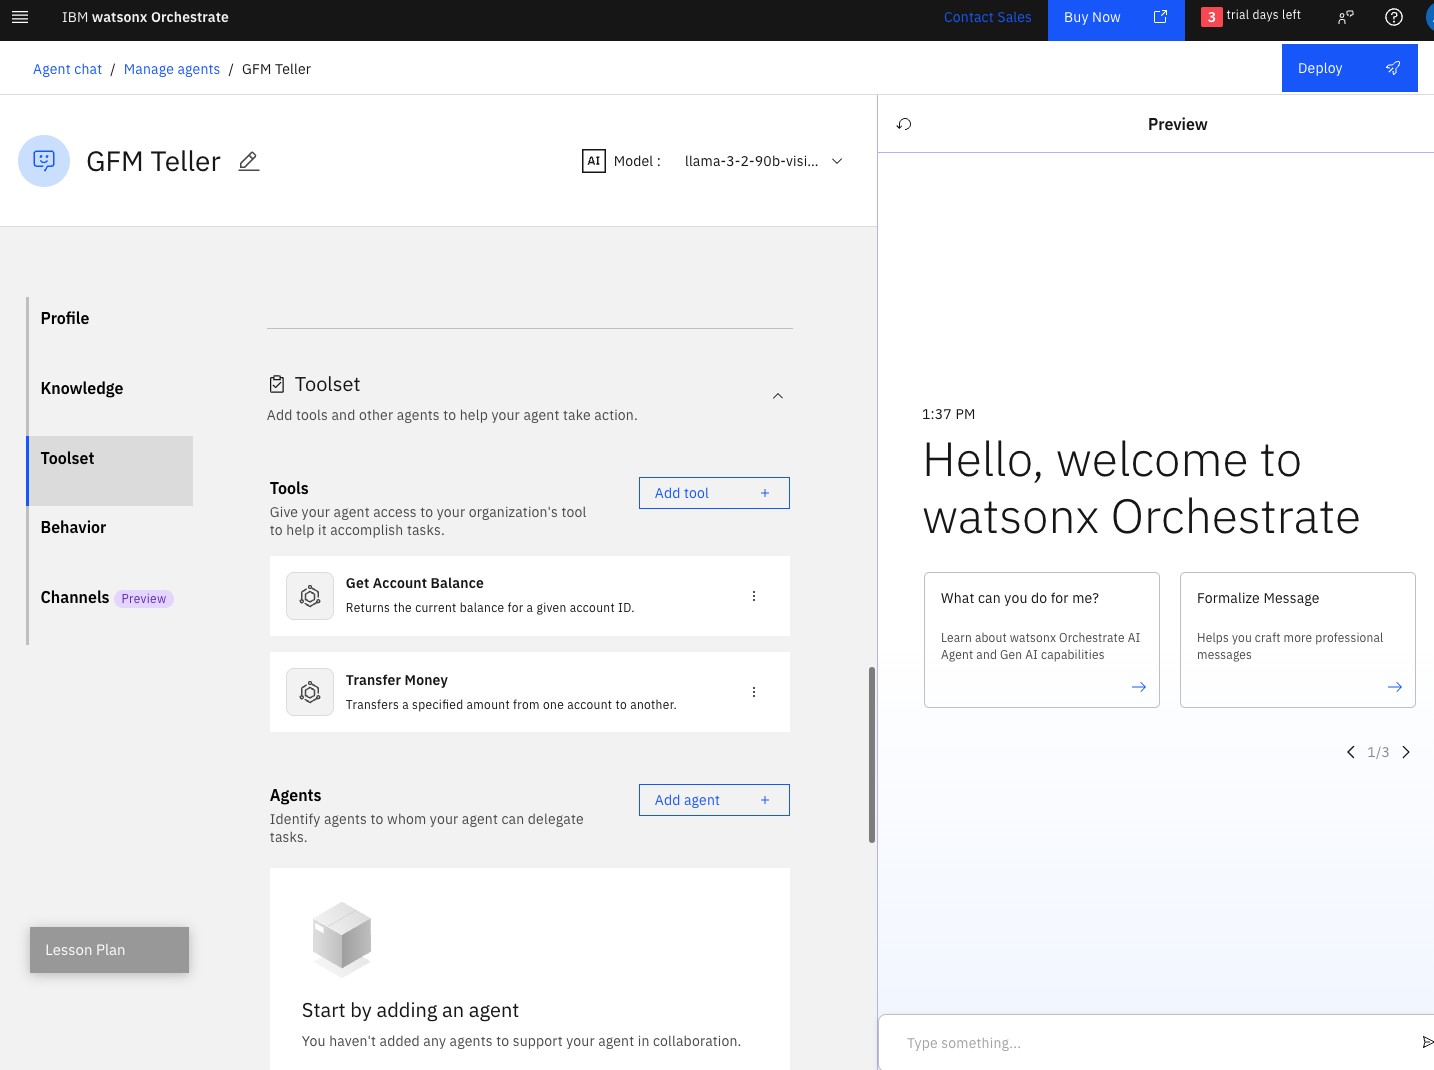 IBM watsonx Orchestrate
Contact Sales
Buy Now
3 trial days left
Agent chat / Manage agents / GFM Teller
Deploy
GFM Teller
AI Model : llama-3-2-90b-visi...
Preview
Profile
Knowledge
Toolset
Behavior
Channels Preview
Lesson Plan
Toolset
Add tools and other agents to help your agent take action.
Tools
Give your agent access to your organization's tool
to help it accomplish tasks.
Add tool +
Get Account Balance
Returns the current balance for a given account ID.
Transfer Money
Transfers a specified amount from one account to another.
Agents
Identify agents to whom your agent can delegate
tasks.
Add agent +
Start by adding an agent
You haven't added any agents to support your agent in collaboration.
1:37 PM
Hello, welcome to
watsonx Orchestrate
What can you do for me?
Learn about watsonx Orchestrate AI
Agent and Gen AI capabilities
Formalize Message
Helps you craft more professional
messages
1/3
Type something...